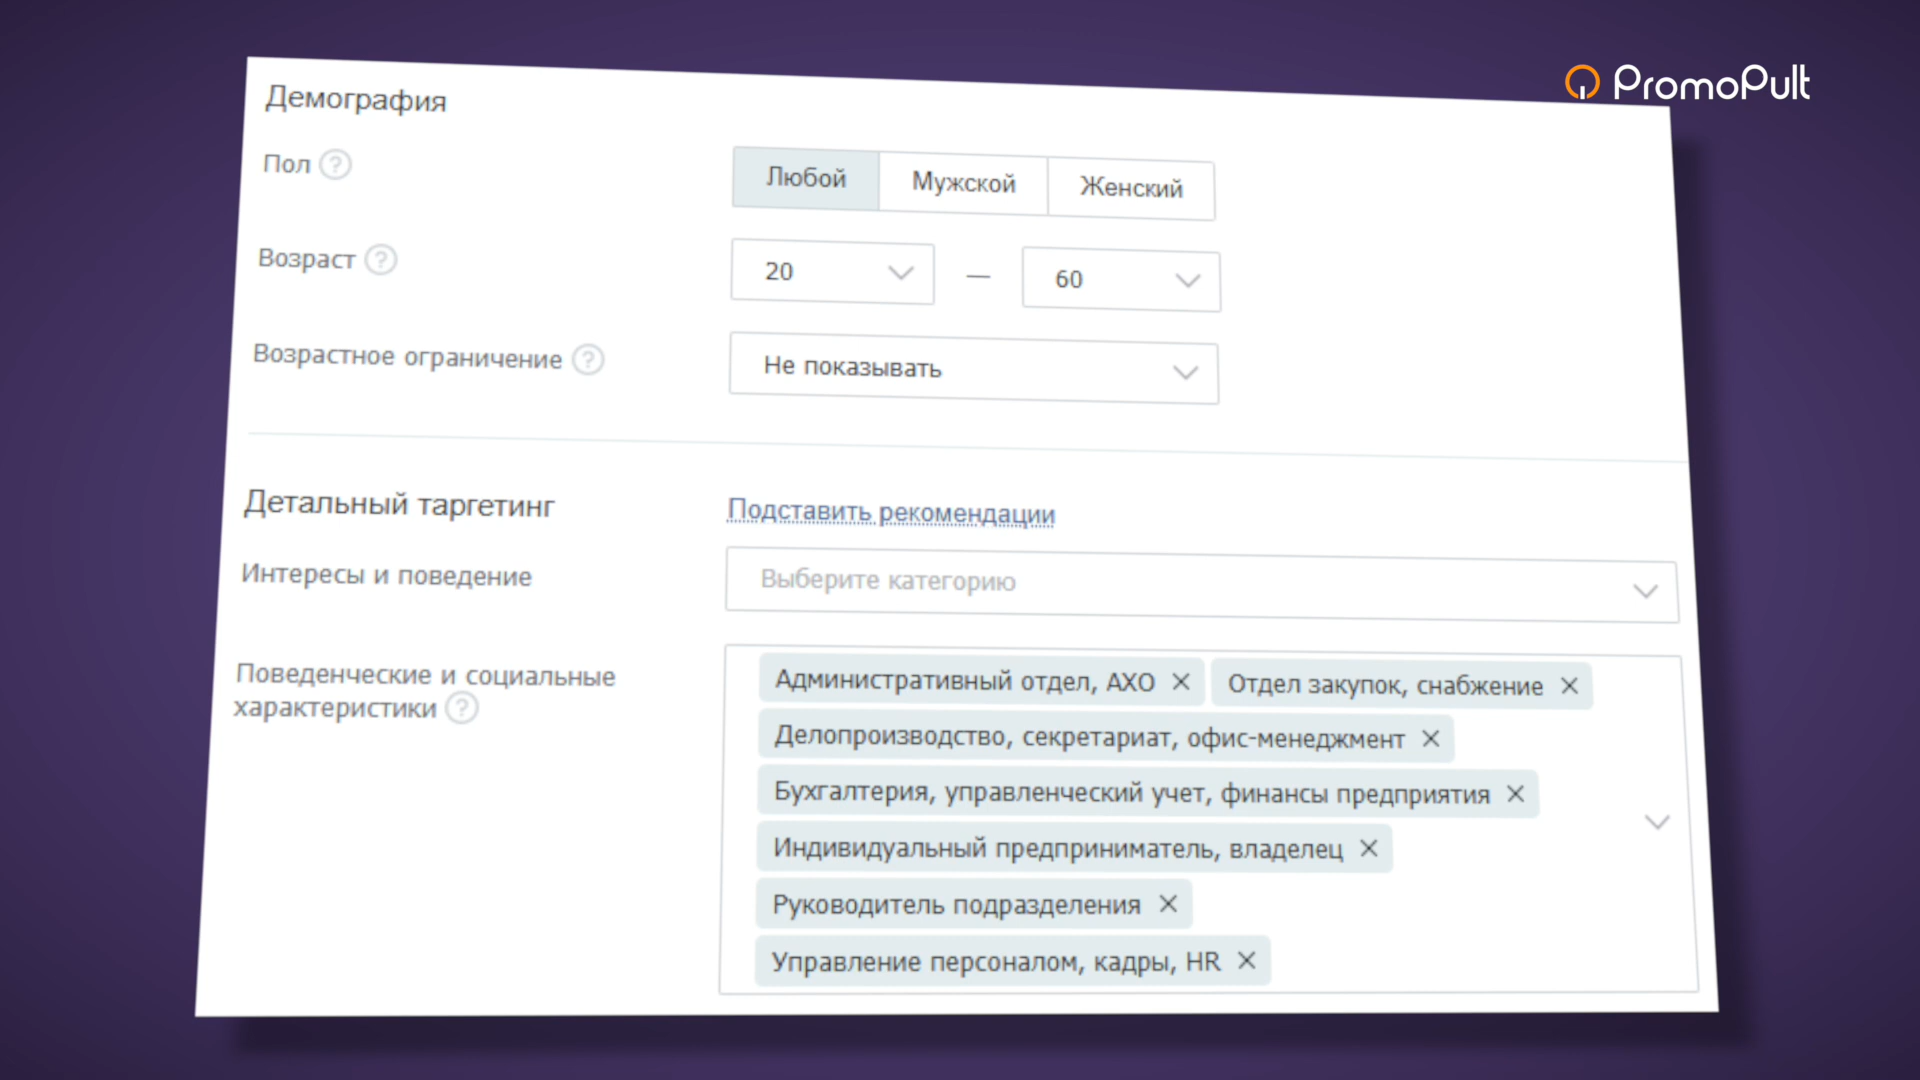 PromoPult
Демография
Пол ?
Любой Мужской Женский
Возраст ?
20 — 60
Возрастное ограничение ?
Не показывать
Детальный таргетинг
Подставить рекомендации
Интересы и поведение
Выберите категорию
Поведенческие и социальные
характеристики ?
Административный отдел, АХО × Отдел закупок, снабжение ×
Делопроизводство, секретариат, офис-менеджмент ×
Бухгалтерия, управленческий учет, финансы предприятия ×
Индивидуальный предприниматель, владелец ×
Руководитель подразделения ×
Управление персоналом, кадры, HR ×